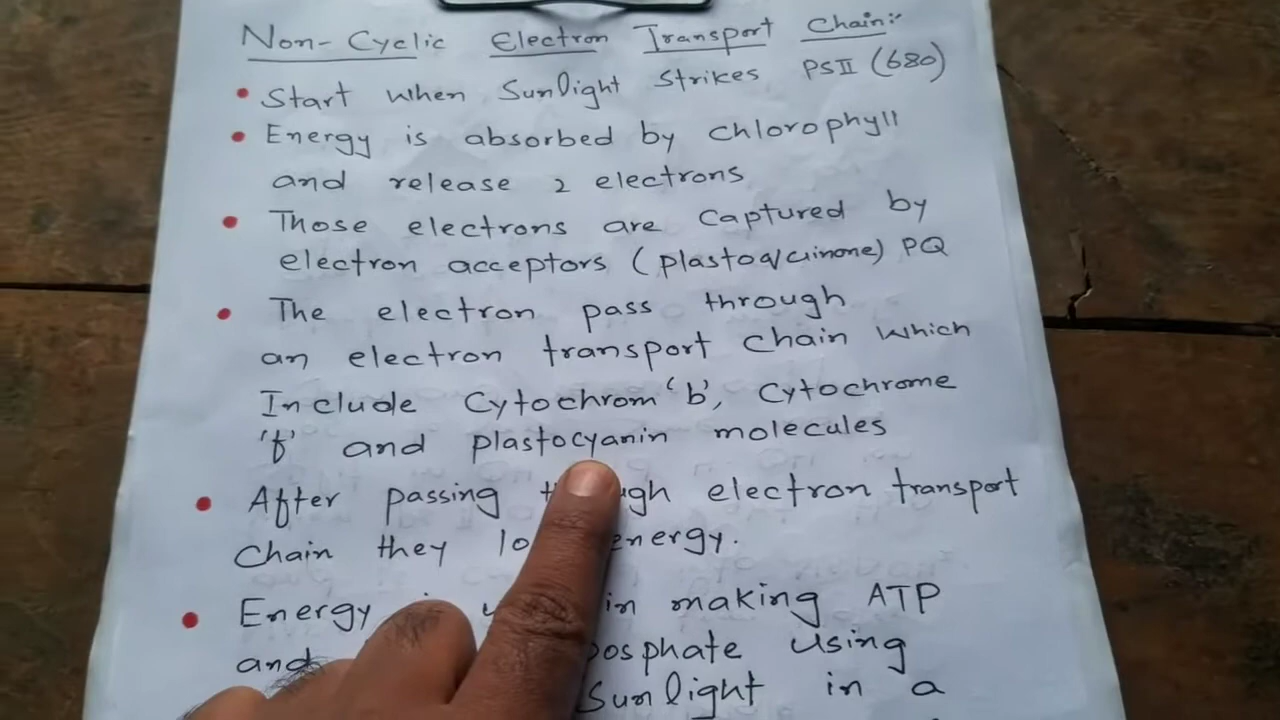 Non-Cyclic Electron Transport Chain:-
• Start when Sunlight strikes PSII (680)
• Energy is absorbed by chlorophyll
and release 2 electrons
• Those electrons are captured by
electron acceptors (plastoquinone) PQ
• The electron pass through
an electron transport chain which
Include Cytochrom 'b', Cytochrome
'f' and plastocyanin molecules
• After passing electron transport
Chain they energy.
• Energy in making ATP
and using
Sunlight in a